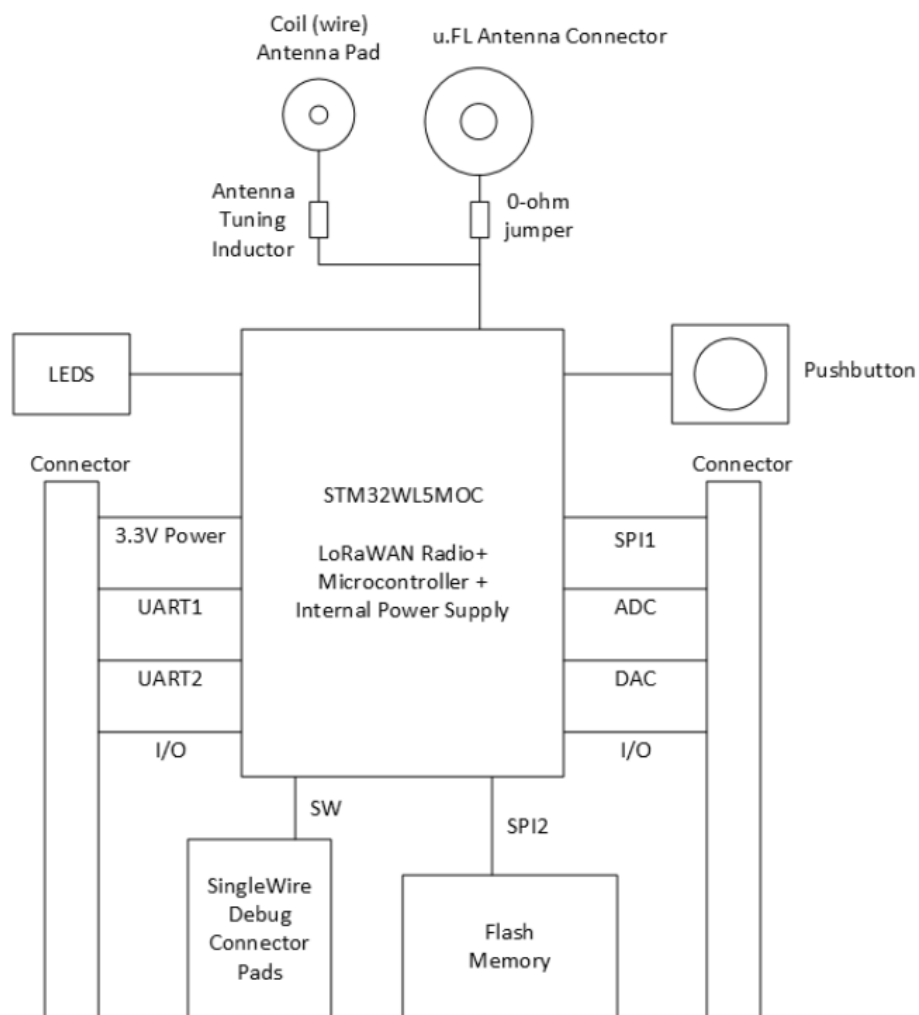 Coil (wire)
Antenna Pad
u.FL Antenna Connector
Antenna
Tuning
Inductor
0-ohm
jumper
LEDS
Pushbutton
Connector
Connector
STM32WL5MOC
LoRaWAN Radio+
Microcontroller +
Internal Power Supply
3.3V Power
UART1
UART2
I/O
SPI1
ADC
DAC
I/O
SW
SPI2
SingleWire
Debug
Connector
Pads
Flash
Memory